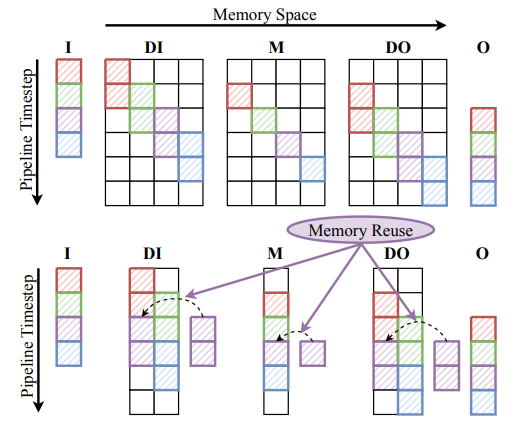 Memory Space
I DI M DO O
Pipeline Timestep
Memory Reuse
I DI M DO O
Pipeline Timestep